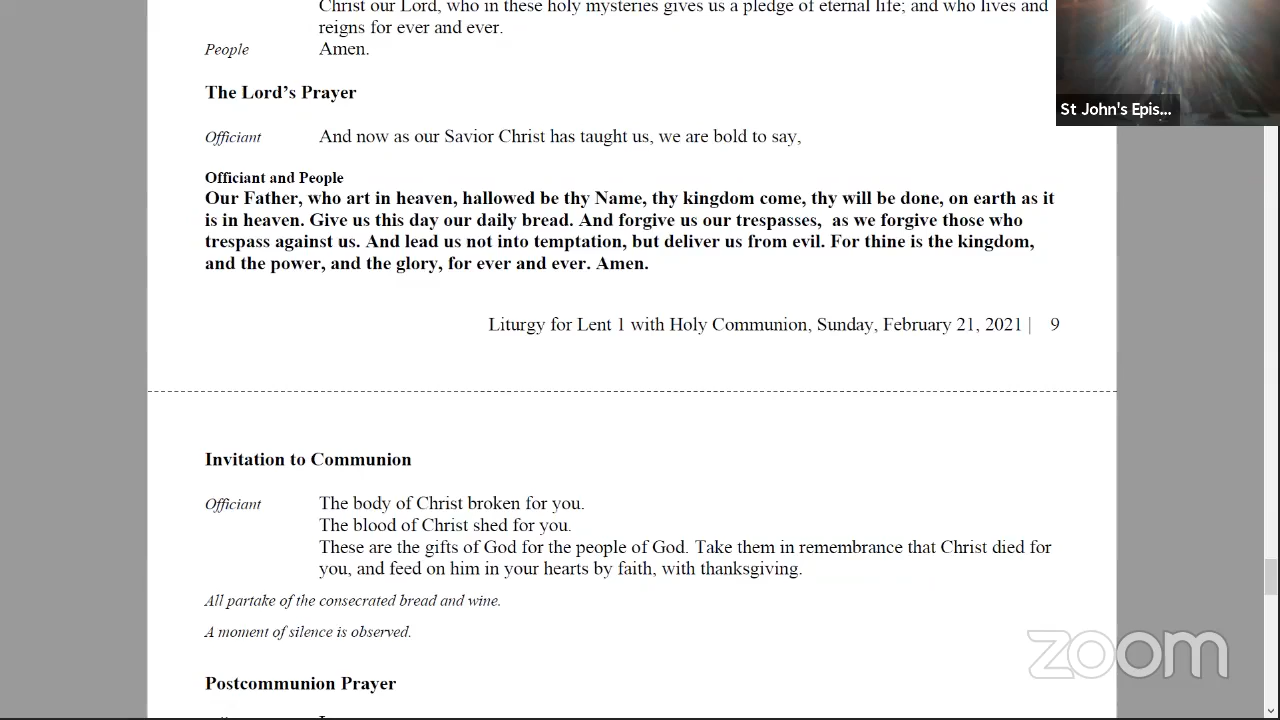 Christ our Lord, who in these holy mysteries gives us a pledge of eternal life; and who lives and
reigns for ever and ever.
People Amen.
The Lord's Prayer
Officiant And now as our Savior Christ has taught us, we are bold to say,
Officiant and People
Our Father, who art in heaven, hallowed be thy Name, thy kingdom come, thy will be done, on earth as it
is in heaven. Give us this day our daily bread. And forgive us our trespasses, as we forgive those who
trespass against us. And lead us not into temptation, but deliver us from evil. For thine is the kingdom,
and the power, and the glory, for ever and ever. Amen.
Liturgy for Lent 1 with Holy Communion, Sunday, February 21, 2021 | 9
Invitation to Communion
Officiant The body of Christ broken for you.
The blood of Christ shed for you.
These are the gifts of God for the people of God. Take them in remembrance that Christ died for
you, and feed on him in your hearts by faith, with thanksgiving.
All partake of the consecrated bread and wine.
A moment of silence is observed.
Postcommunion Prayer
St John's Epis...
zoom